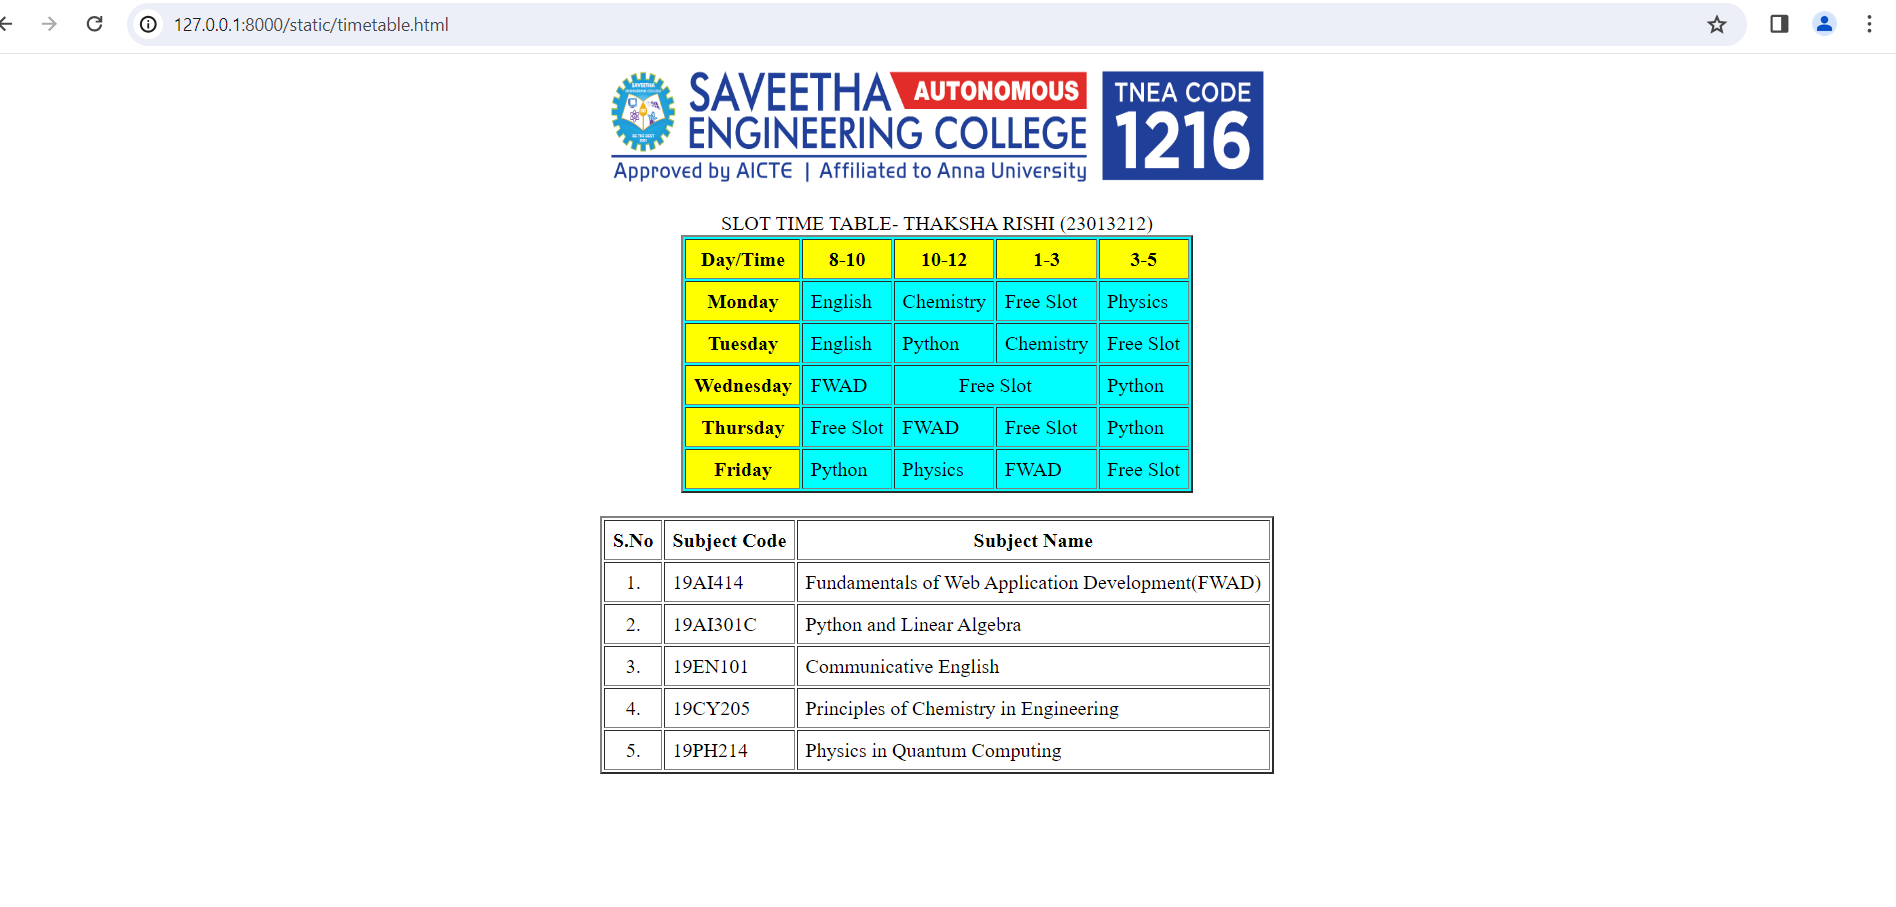 127.0.0.1:8000/static/timetable.html
SAVEETHA AUTONOMOUS
ENGINEERING COLLEGE
Approved by AICTE | Affiliated to Anna University
TNEA CODE
1216
SLOT TIME TABLE- THAKSHA RISHI (23013212)
Day/Time 8-10 10-12 1-3 3-5
Monday English Chemistry Free Slot Physics
Tuesday English Python Chemistry Free Slot
Wednesday FWAD Free Slot Python
Thursday Free Slot FWAD Free Slot Python
Friday Python Physics FWAD Free Slot
S.No Subject Code Subject Name
1. 19AI414 Fundamentals of Web Application Development(FWAD)
2. 19AI301C Python and Linear Algebra
3. 19EN101 Communicative English
4. 19CY205 Principles of Chemistry in Engineering
5. 19PH214 Physics in Quantum Computing